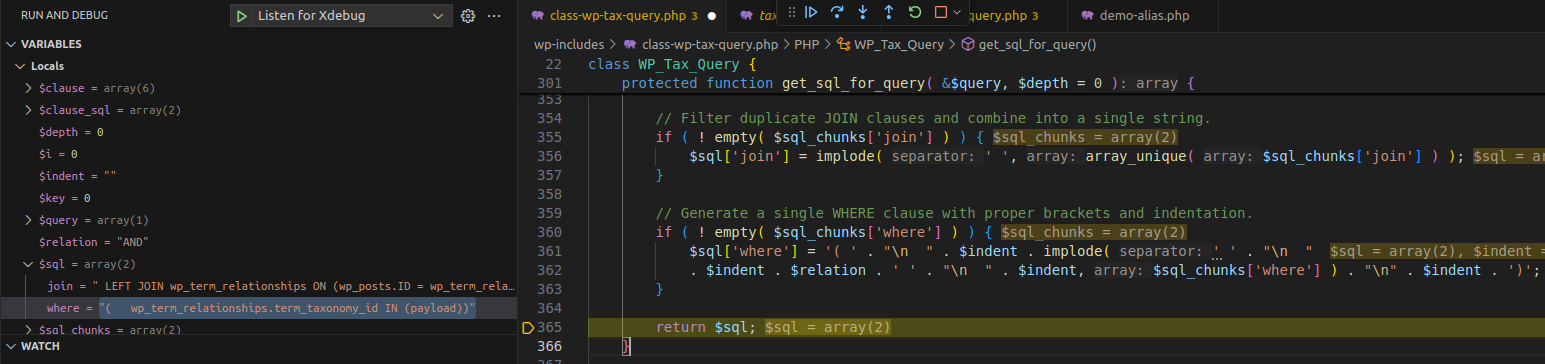 RUN AND DEBUG
Listen for Xdebug
VARIABLES
Locals
$clause = array(6)
$clause_sql = array(2)
$depth = 0
$i = 0
$indent = ""
$key = 0
$query = array(1)
$relation = "AND"
$sql = array(2)
join = " LEFT JOIN wp_term_relationships ON (wp_posts.ID = wp_term_rela...
where = "(   wp_term_relationships.term_taxonomy_id IN (payload))"
$sql_chunks = array(2)
WATCH
class-wp-tax-query.php 3
tax
query.php 3
demo-alias.php
wp-includes > class-wp-tax-query.php > PHP > WP_Tax_Query > get_sql_for_query()
22 class WP_Tax_Query {
301 protected function get_sql_for_query( &$query, $depth = 0 ): array {
353
354 // Filter duplicate JOIN clauses and combine into a single string.
355 if ( ! empty( $sql_chunks['join'] ) ) { $sql_chunks = array(2)
356 $sql['join'] = implode( separator: ' ', array: array_unique( array: $sql_chunks['join'] ) ); $sql = ar
357 }
358
359 // Generate a single WHERE clause with proper brackets and indentation.
360 if ( ! empty( $sql_chunks['where'] ) ) { $sql_chunks = array(2)
361 $sql['where'] = '( ' . "\n  " . $indent . implode( separator: ' ' . "\n  " $sql = array(2), $indent =
362 . $indent . $relation . ' ' . "\n  " . $indent, array: $sql_chunks['where'] ) . "\n" . $indent . ')';
363 }
364
365 return $sql; $sql = array(2)
366 }
367